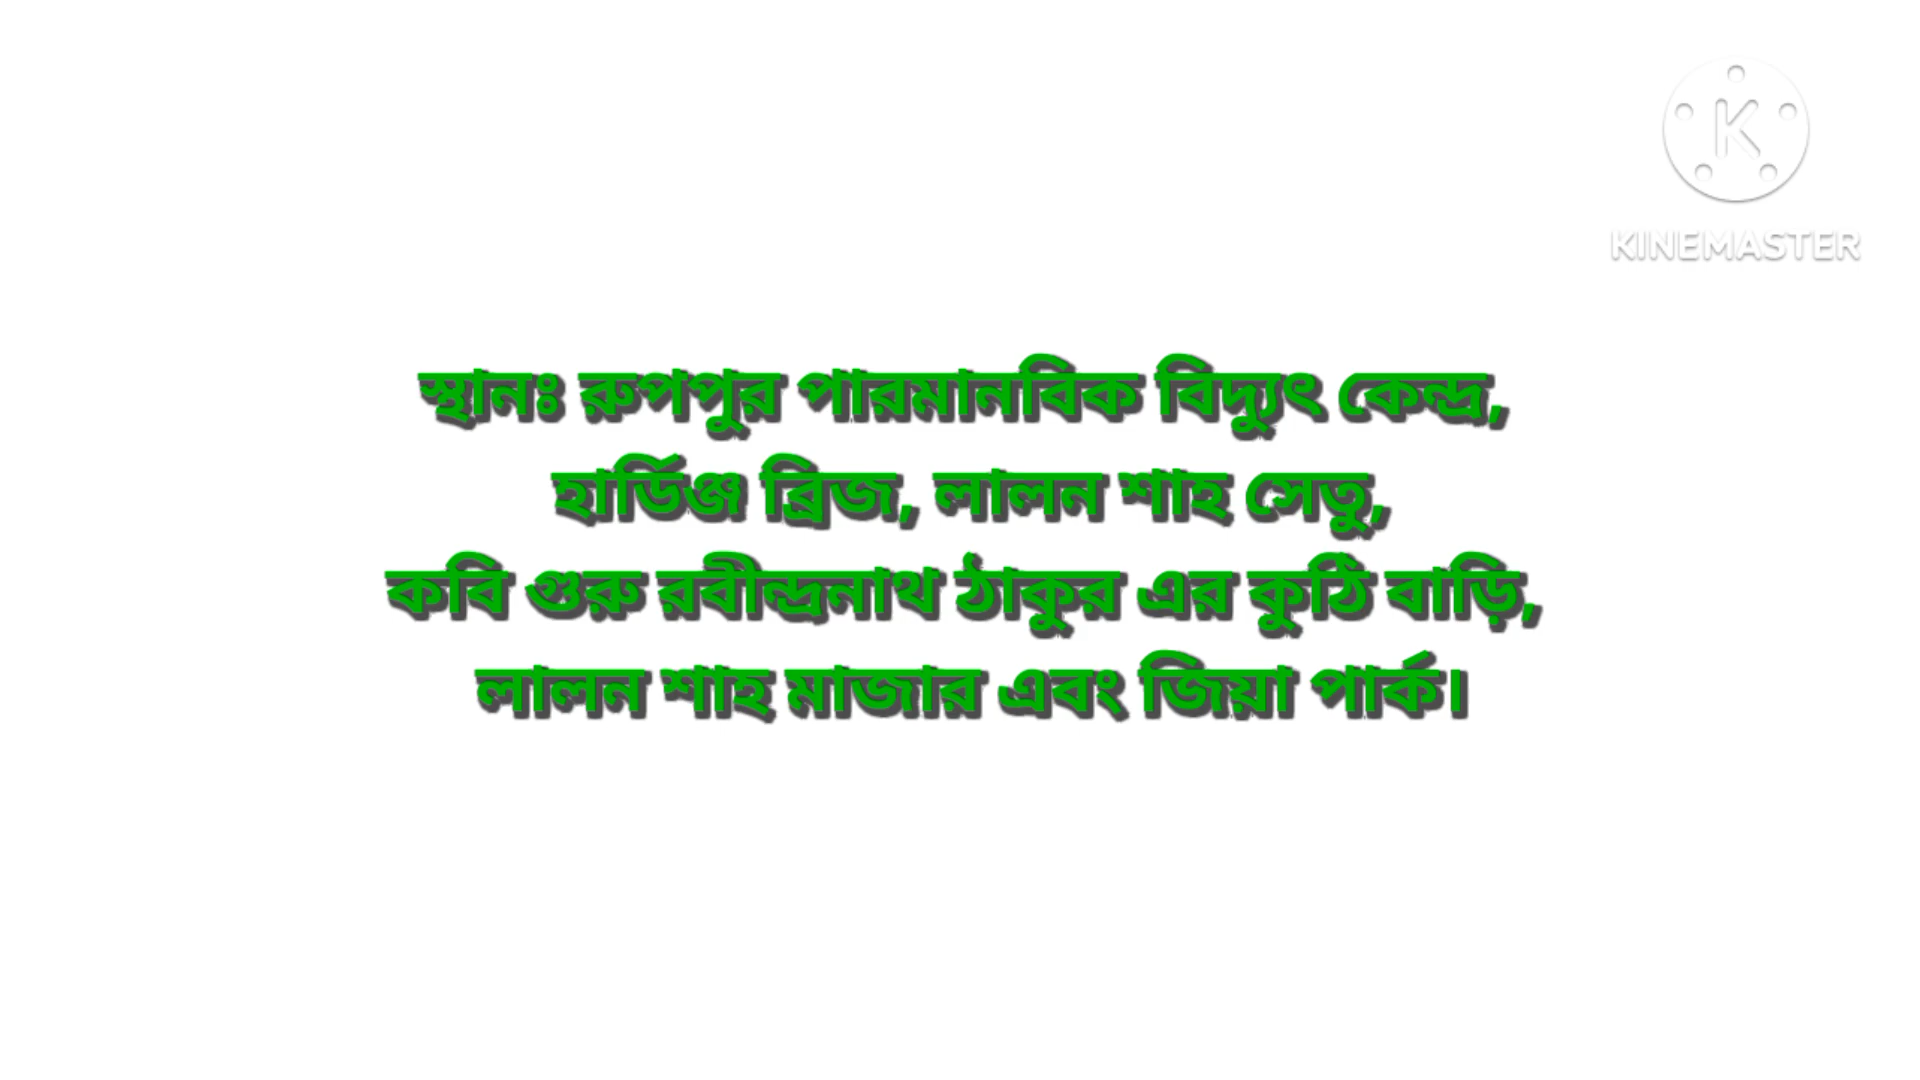 KINEMASTER
স্থানঃ রুপপুর পারমানবিক বিদ্যুৎ কেন্দ্র,
হার্ডিঞ্জ ব্রিজ, লালন শাহ সেতু,
কবি গুরু রবীন্দ্রনাথ ঠাকুর এর কুঠি বাড়ি,
লালন শাহ মাজার এবং জিয়া পার্ক।